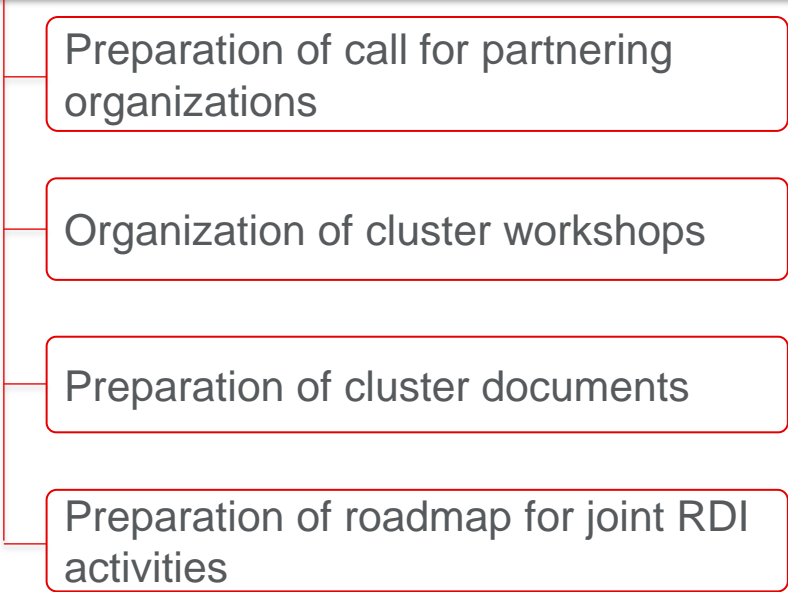 Preparation of call for partnering
organizations
Organization of cluster workshops
Preparation of cluster documents
Preparation of roadmap for joint RDI
activities